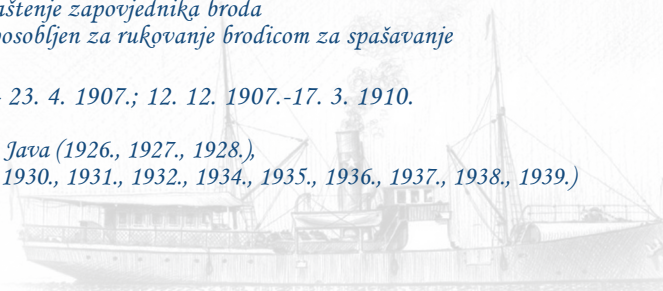 aštenje zapovjednika broda
posobljen za rukovanje brodicom za spašavanje
- 23. 4. 1907.; 12. 12. 1907.-17. 3. 1910.
Java (1926., 1927., 1928.),
1930., 1931., 1932., 1934., 1935., 1936., 1937., 1938., 1939.)